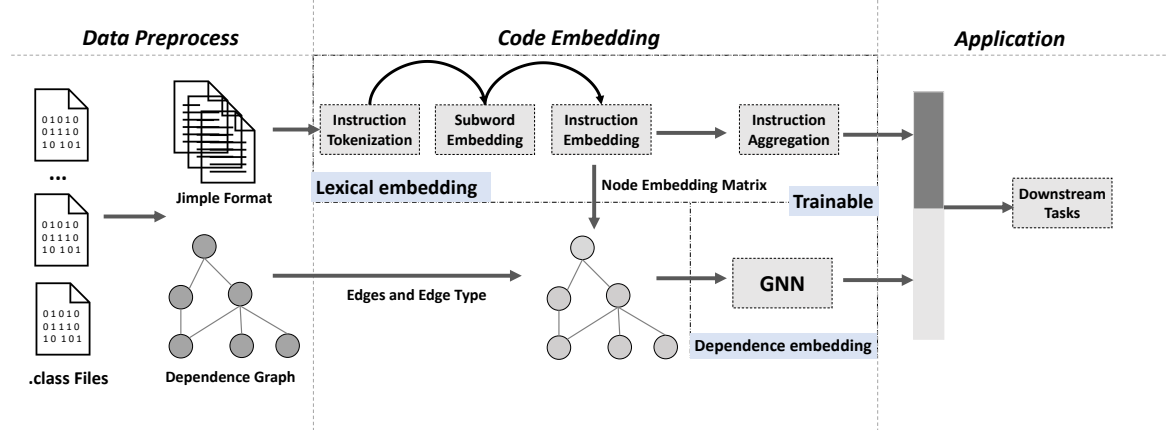 Data Preprocess
Code Embedding
Application
01010
01110
10 101
...
01010
01110
10 101
01010
01110
10 101
.class Files
Jimple Format
Dependence Graph
Instruction
Tokenization
Subword
Embedding
Instruction
Embedding
Instruction
Aggregation
Lexical embedding
Node Embedding Matrix
Trainable
Edges and Edge Type
GNN
Dependence embedding
Downstream
Tasks